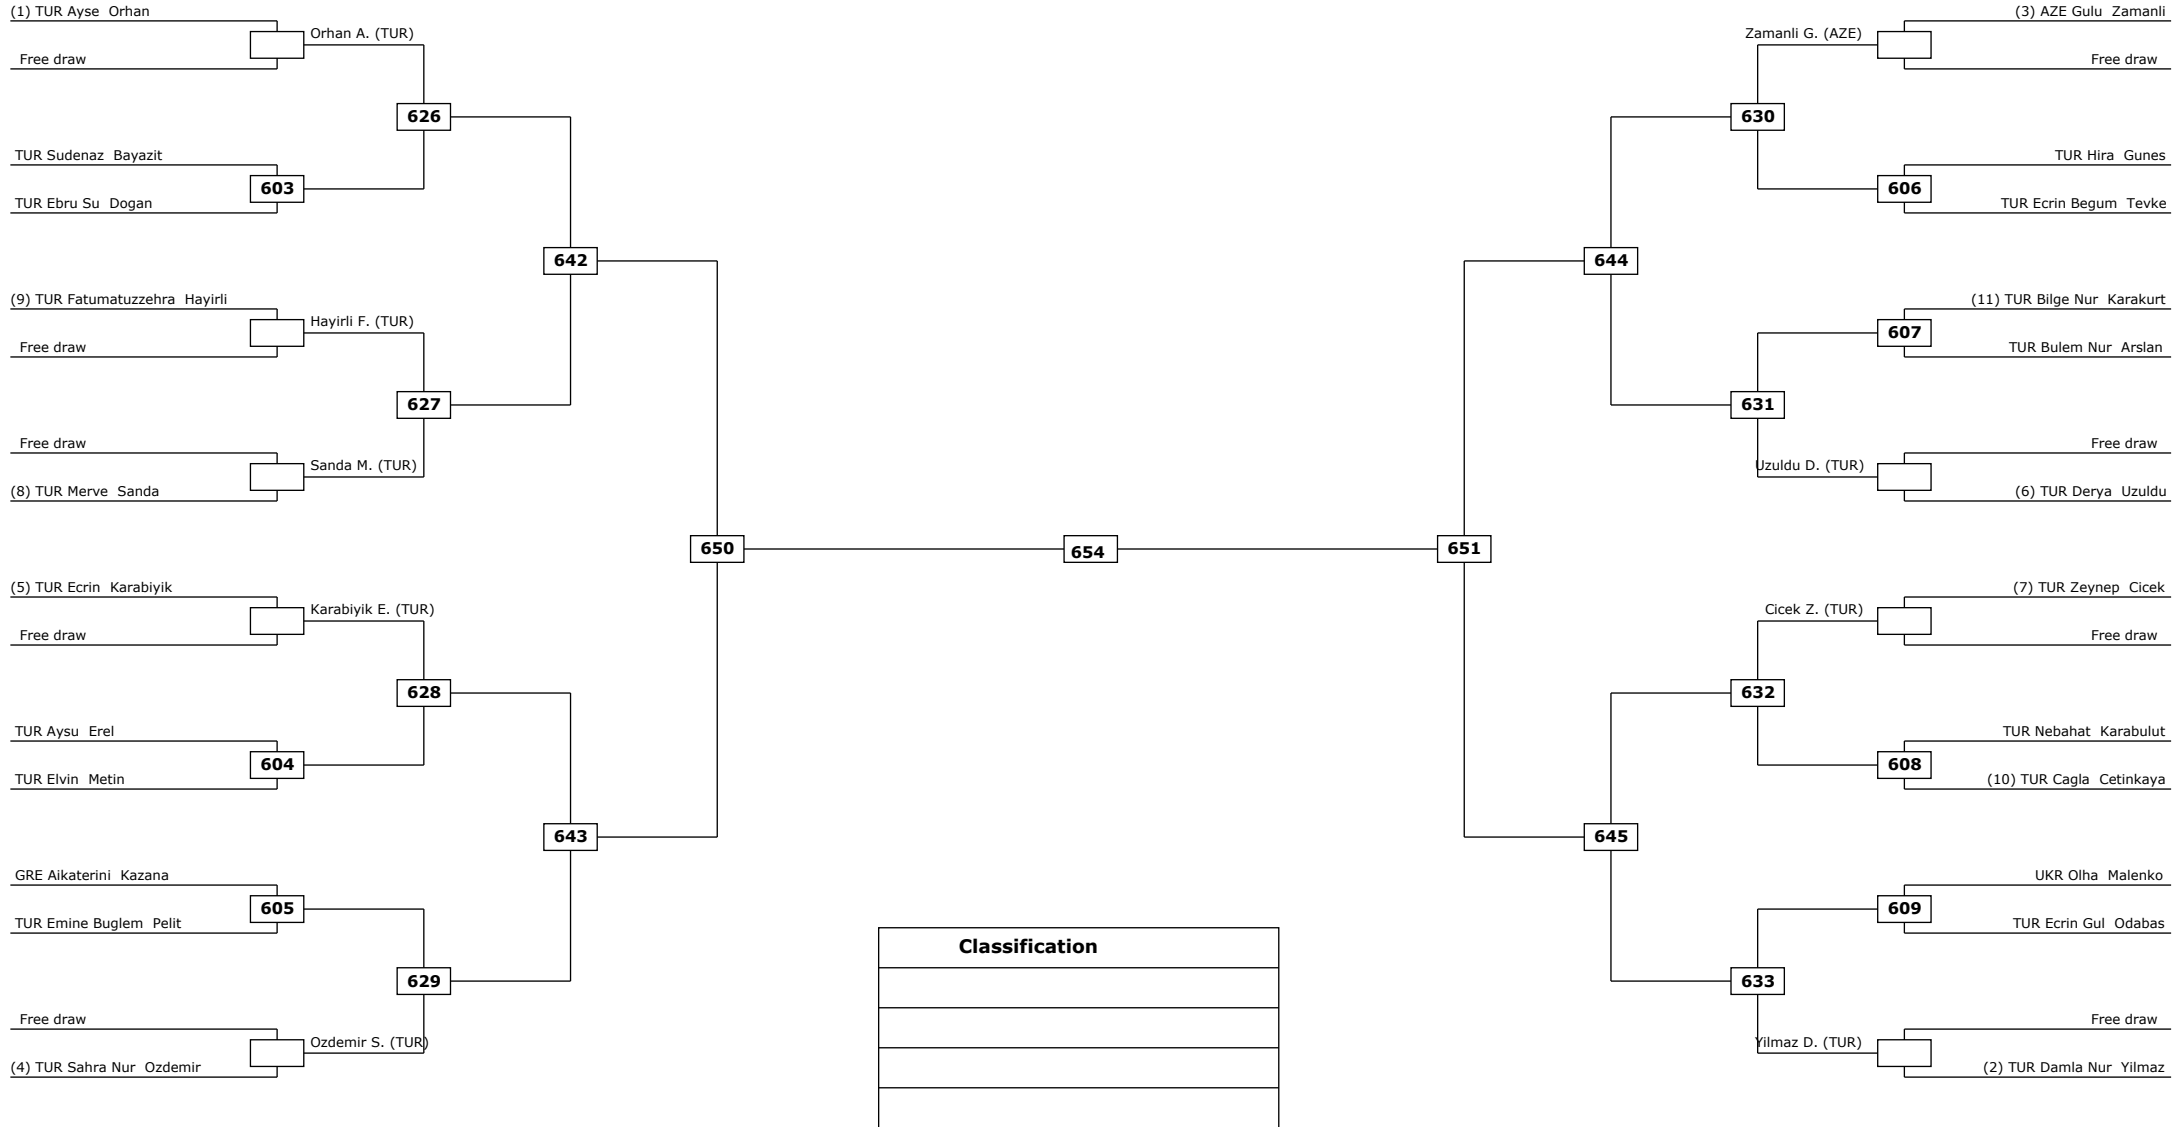 (1) TUR Ayse Orhan
Orhan A. (TUR)
Free draw
626
TUR Sudenaz Bayazit
603
TUR Ebru Su Dogan
642
(9) TUR Fatumatuzzehra Hayirli
Hayirli F. (TUR)
Free draw
627
Free draw
Sanda M. (TUR)
(8) TUR Merve Sanda
650
(5) TUR Ecrin Karabiyik
Karabiyik E. (TUR)
Free draw
628
TUR Aysu Erel
604
TUR Elvin Metin
643
GRE Aikaterini Kazana
605
TUR Emine Buglem Pelit
629
Free draw
Ozdemir S. (TUR)
(4) TUR Sahra Nur Ozdemir
654
Classification
(3) AZE Gulu Zamanli
Zamanli G. (AZE)
Free draw
630
TUR Hira Gunes
606
TUR Ecrin Begum Tevke
644
(11) TUR Bilge Nur Karakurt
607
TUR Bulem Nur Arslan
631
Free draw
Uzuldu D. (TUR)
(6) TUR Derya Uzuldu
651
(7) TUR Zeynep Cicek
Cicek Z. (TUR)
Free draw
632
TUR Nebahat Karabulut
608
(10) TUR Cagla Cetinkaya
645
UKR Olha Malenko
609
TUR Ecrin Gul Odabas
633
Free draw
Yilmaz D. (TUR)
(2) TUR Damla Nur Yilmaz